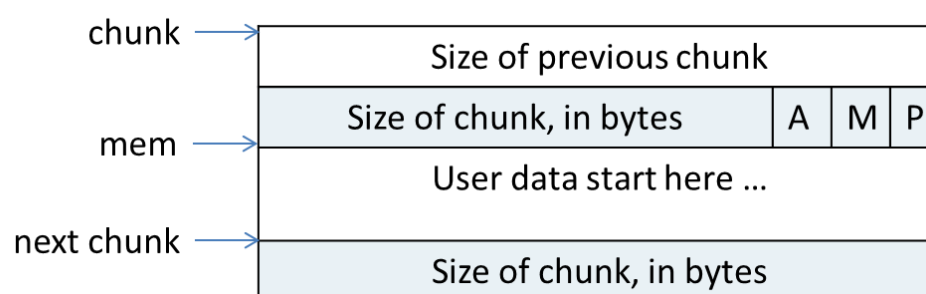 chunk
Size of previous chunk
Size of chunk, in bytes A M P
mem
User data start here ...
next chunk
Size of chunk, in bytes